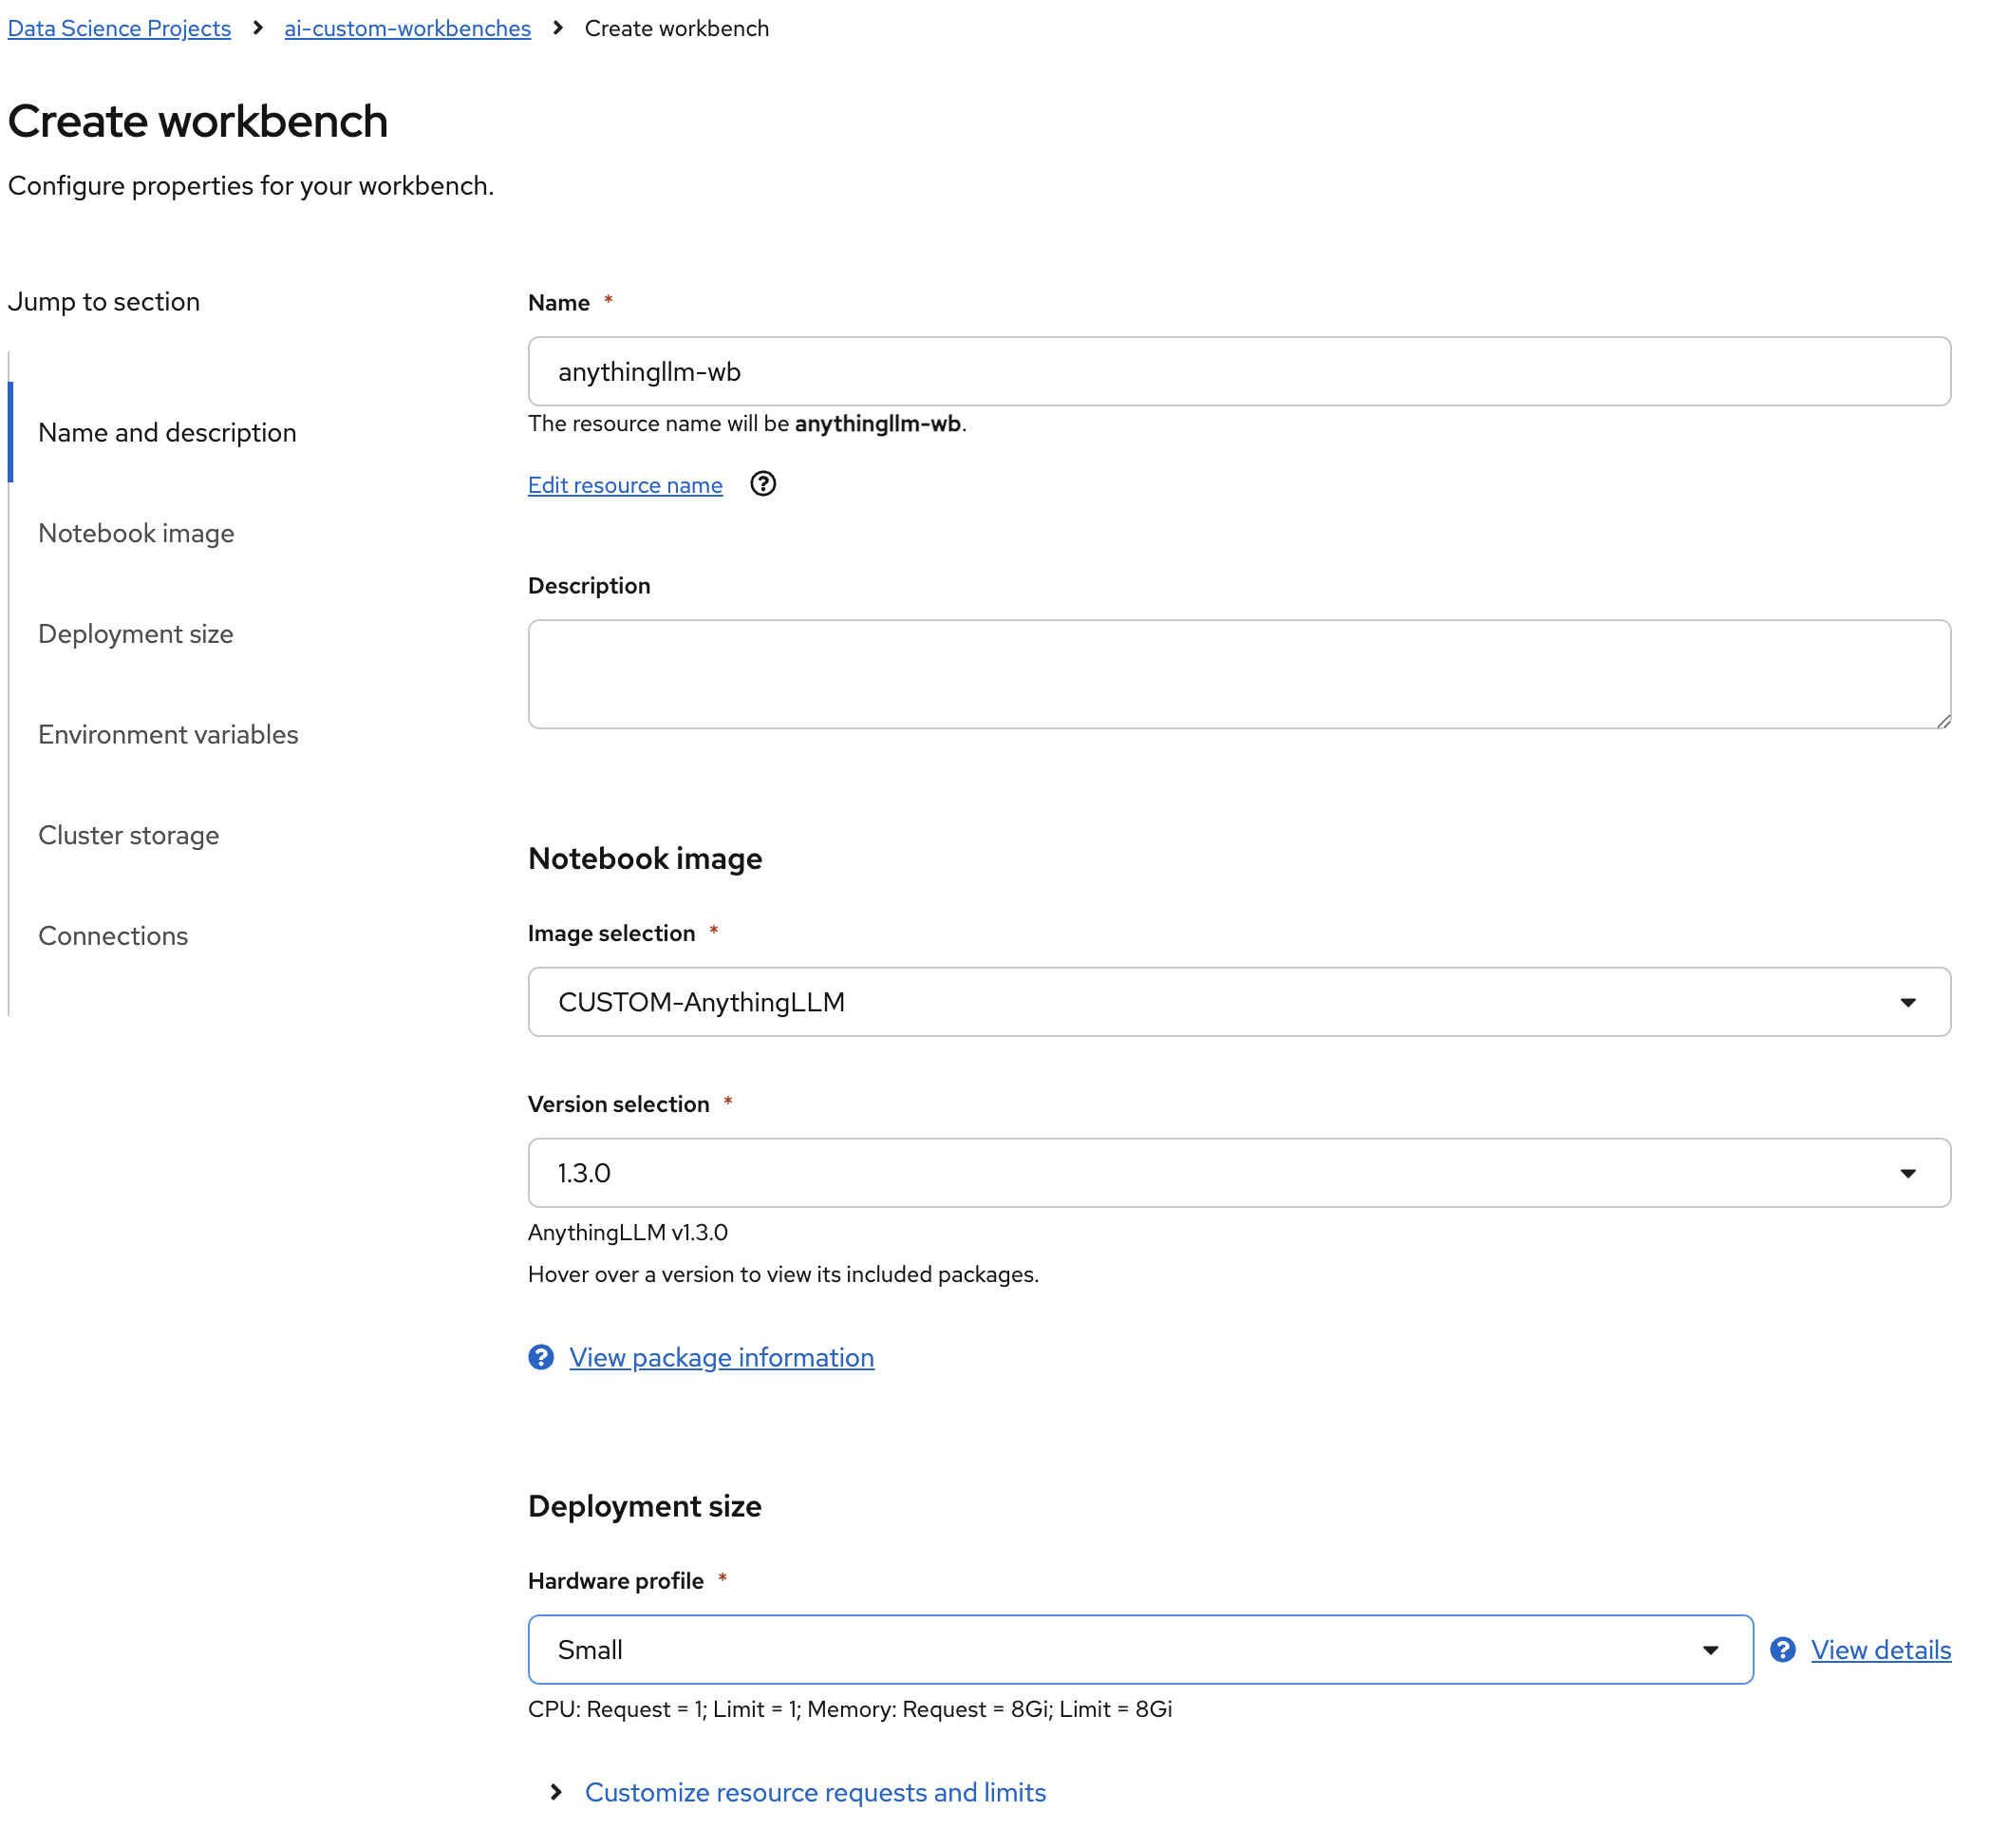 Data Science Projects > ai-custom-workbenches > Create workbench
Create workbench
Configure properties for your workbench.
Jump to section
Name and description
Notebook image
Deployment size
Environment variables
Cluster storage
Connections
Name *
anythingllm-wb
The resource name will be anythingllm-wb.
Edit resource name
Description
Notebook image
Image selection *
CUSTOM-AnythingLLM
Version selection *
1.3.0
AnythingLLM v1.3.0
Hover over a version to view its included packages.
View package information
Deployment size
Hardware profile *
Small
View details
CPU: Request = 1; Limit = 1; Memory: Request = 8Gi; Limit = 8Gi
Customize resource requests and limits